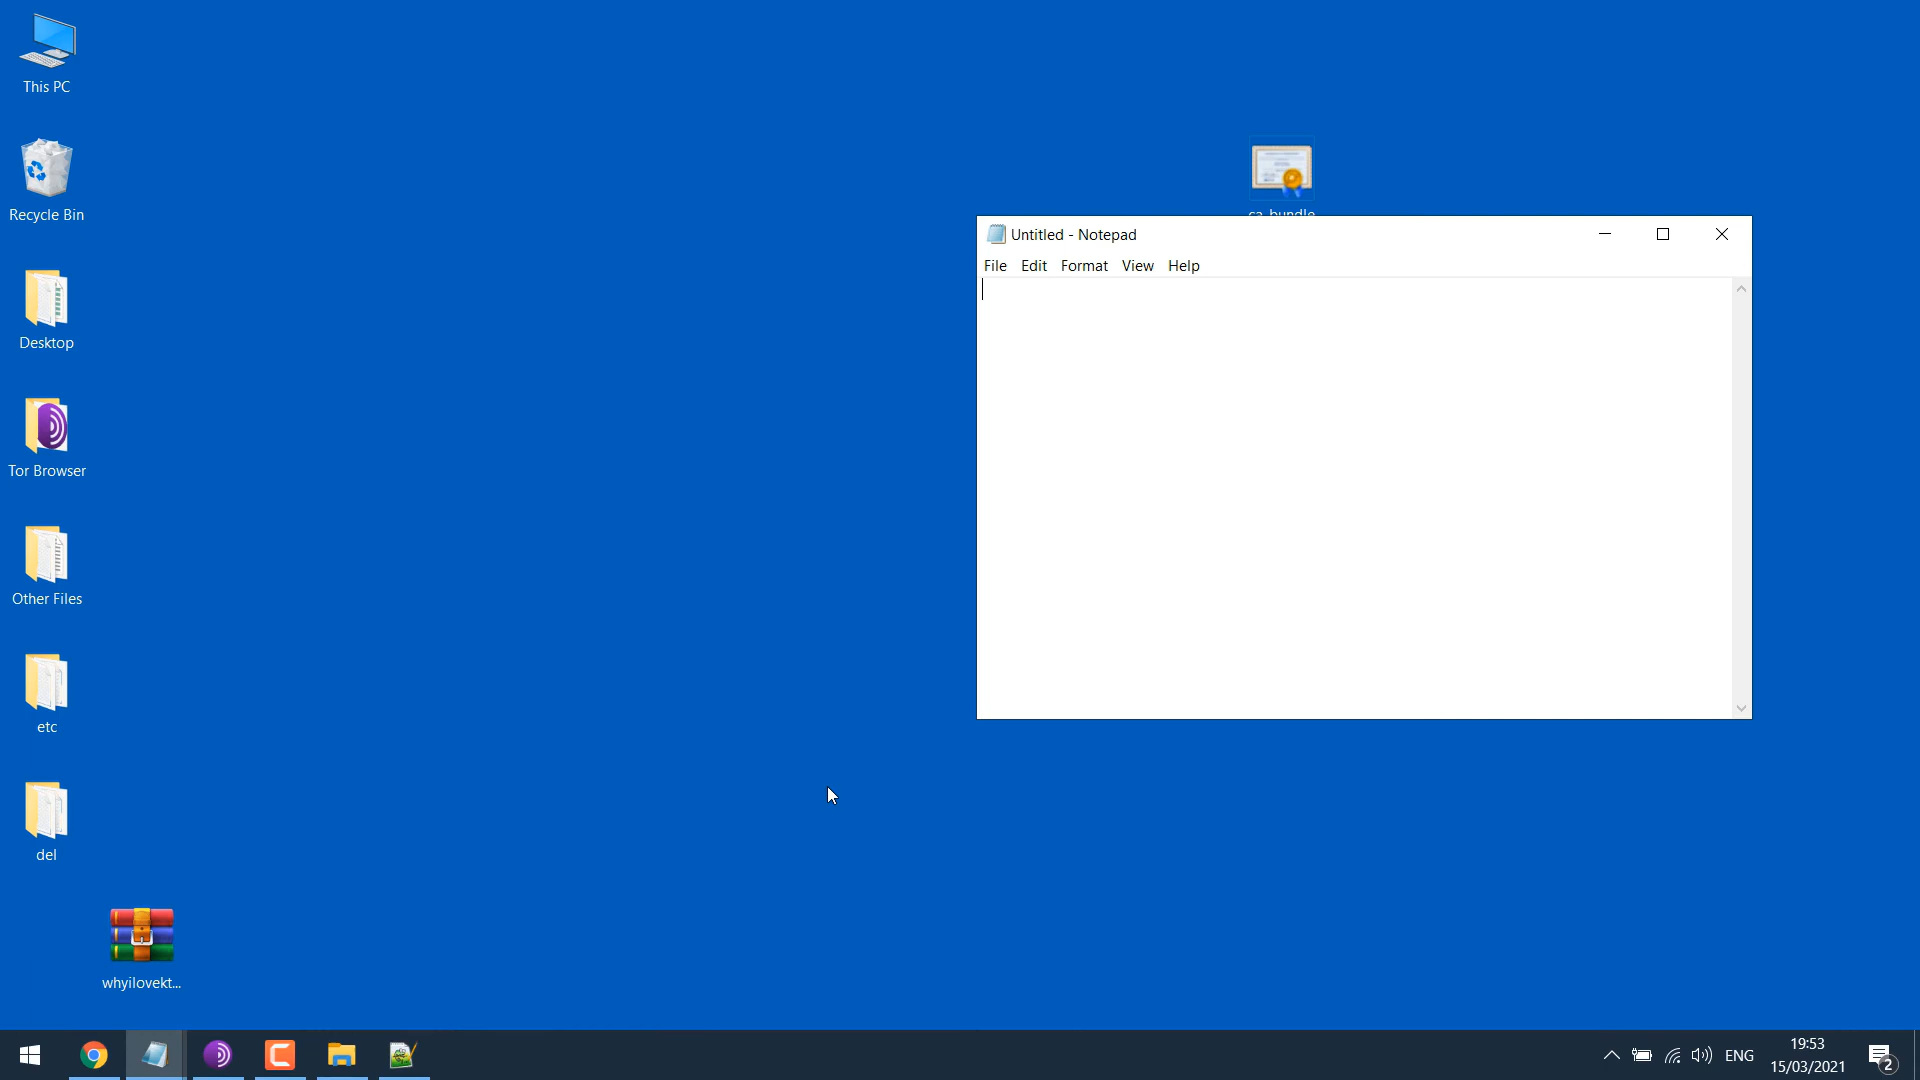 This PC
Recycle Bin
Desktop
Tor Browser
Other Files
etc
del
whyilovekt...
ca_bundle
Untitled - Notepad
File Edit Format View Help
ENG
19:53
15/03/2021
2